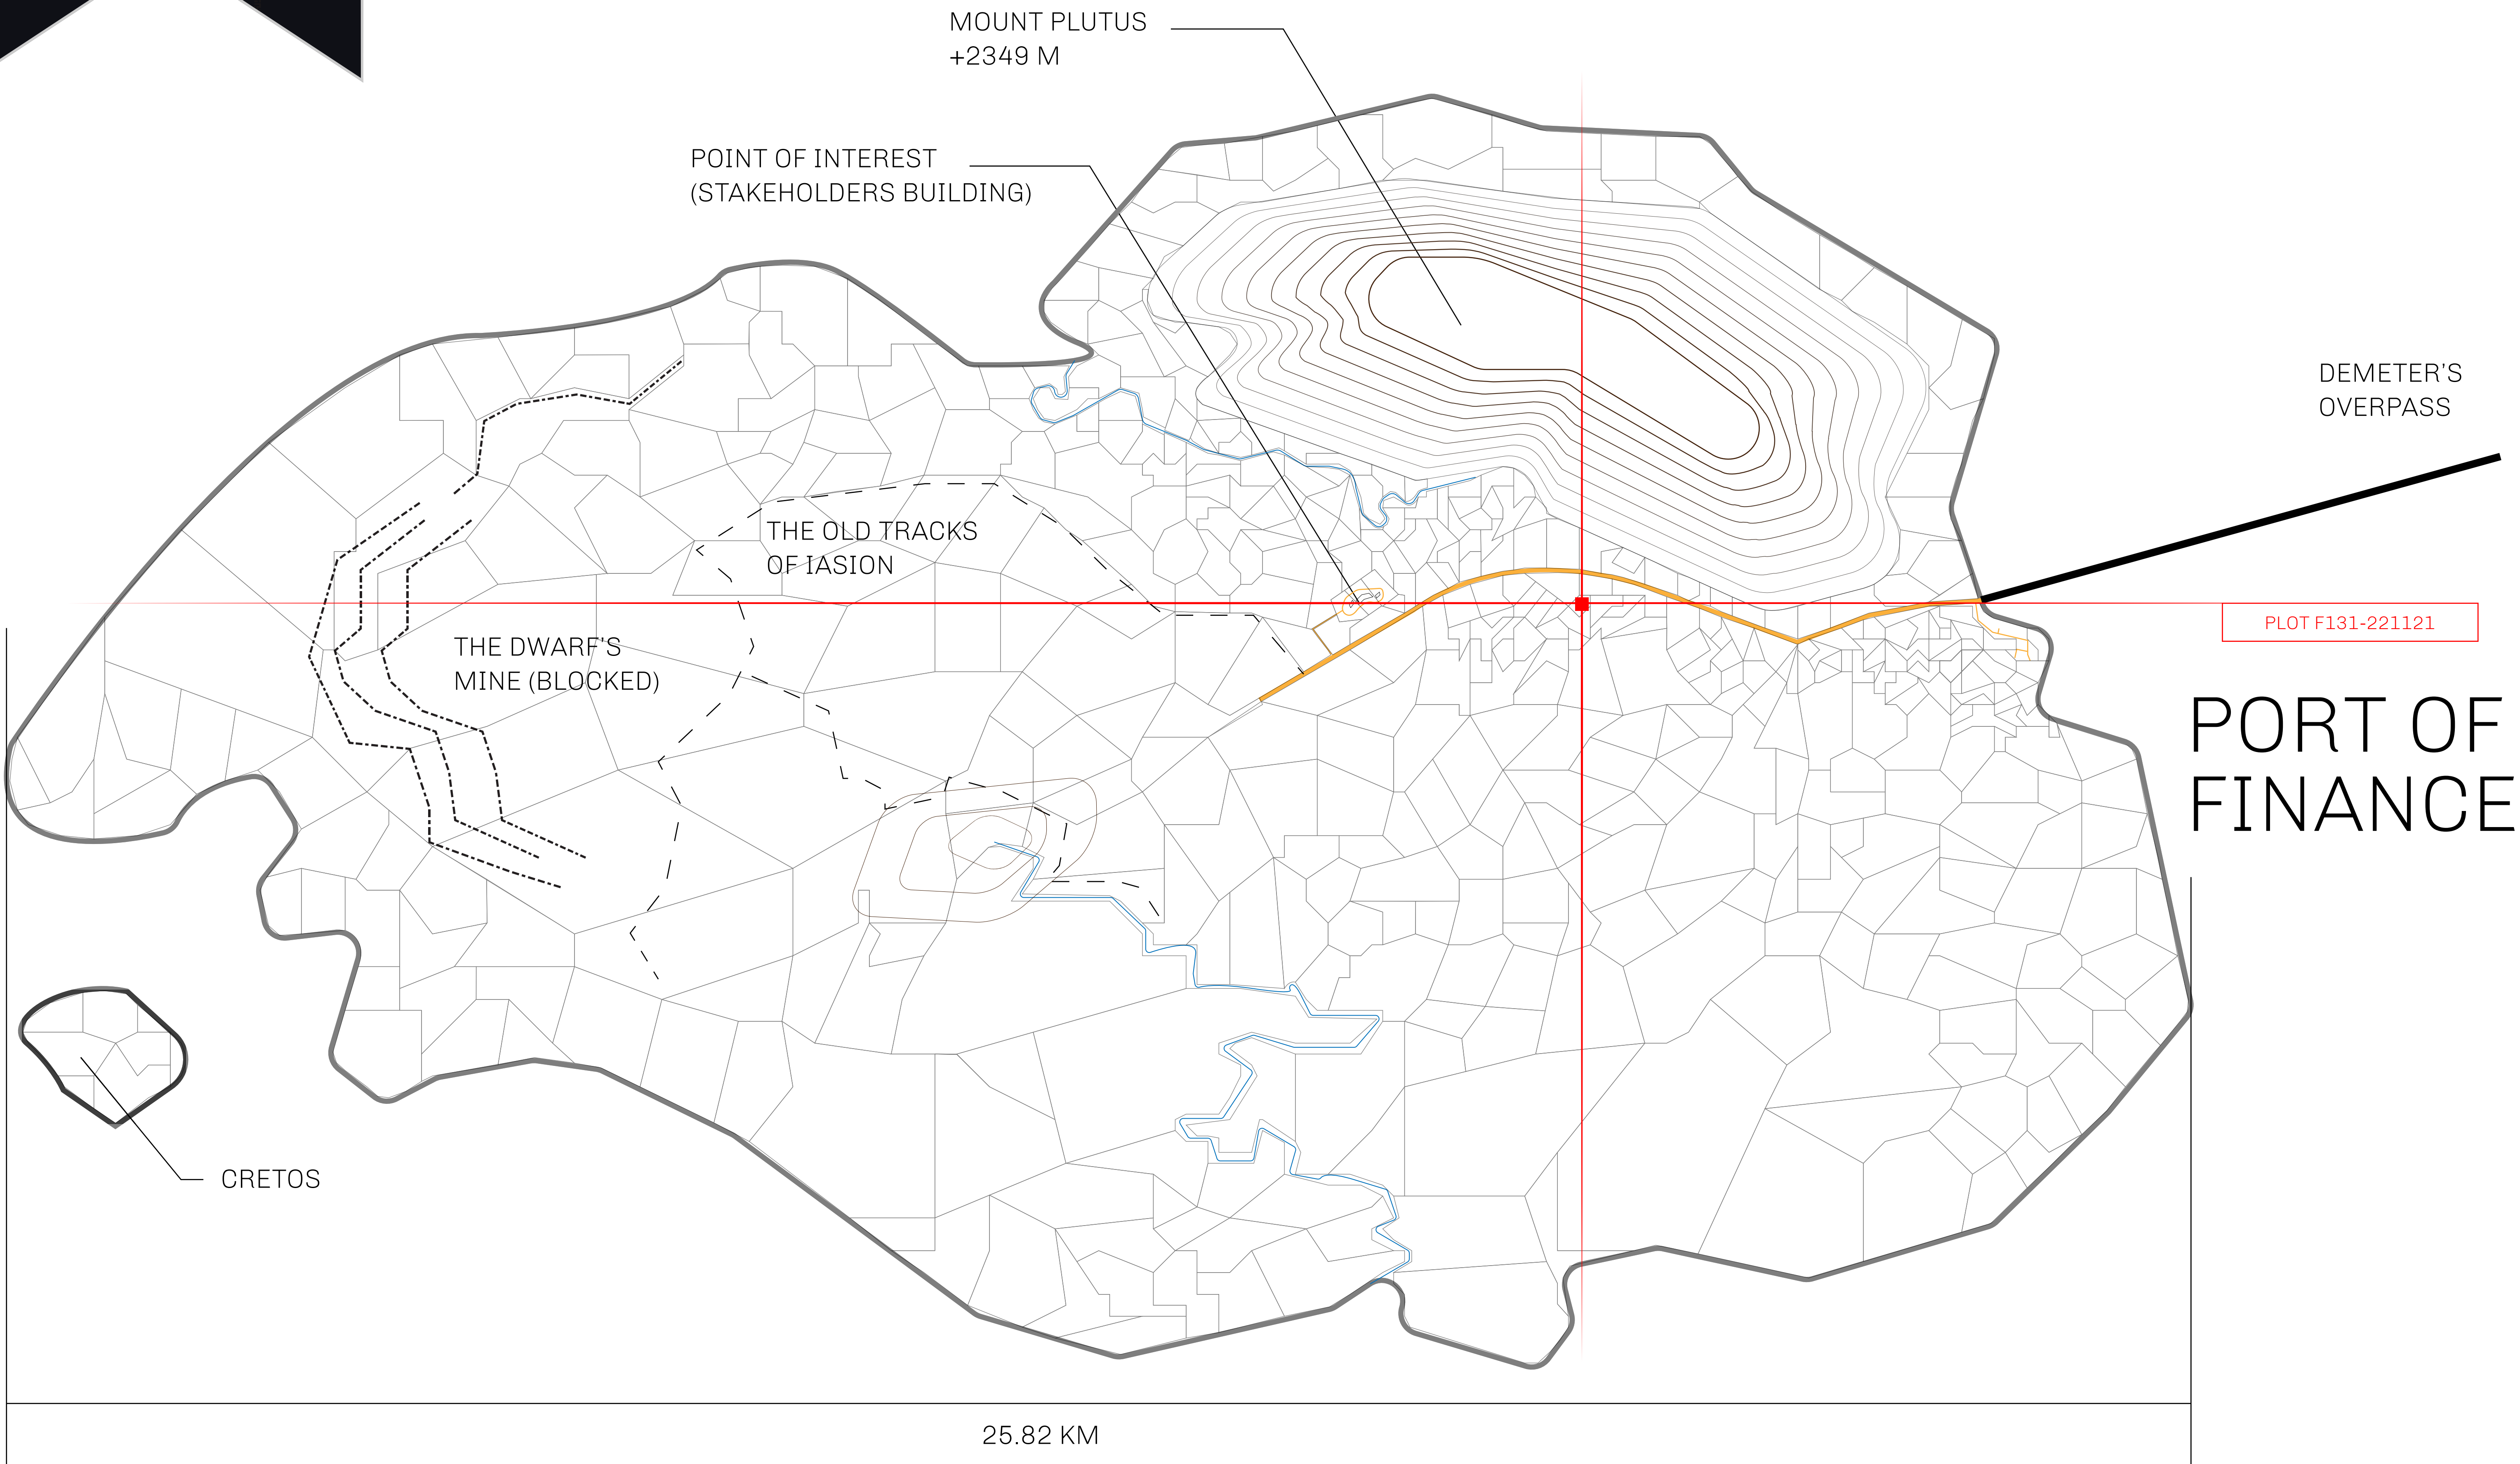 MOUNT PLUTUS
+2349 M
POINT OF INTEREST
(STAKEHOLDERS BUILDING)
DEMETER'S
OVERPASS
THE OLD TRACKS
OF IASION
PLOT F131-221121
THE DWARF'S
MINE (BLOCKED)
PORT OF
FINANCE
CRETOS
25.82 KM